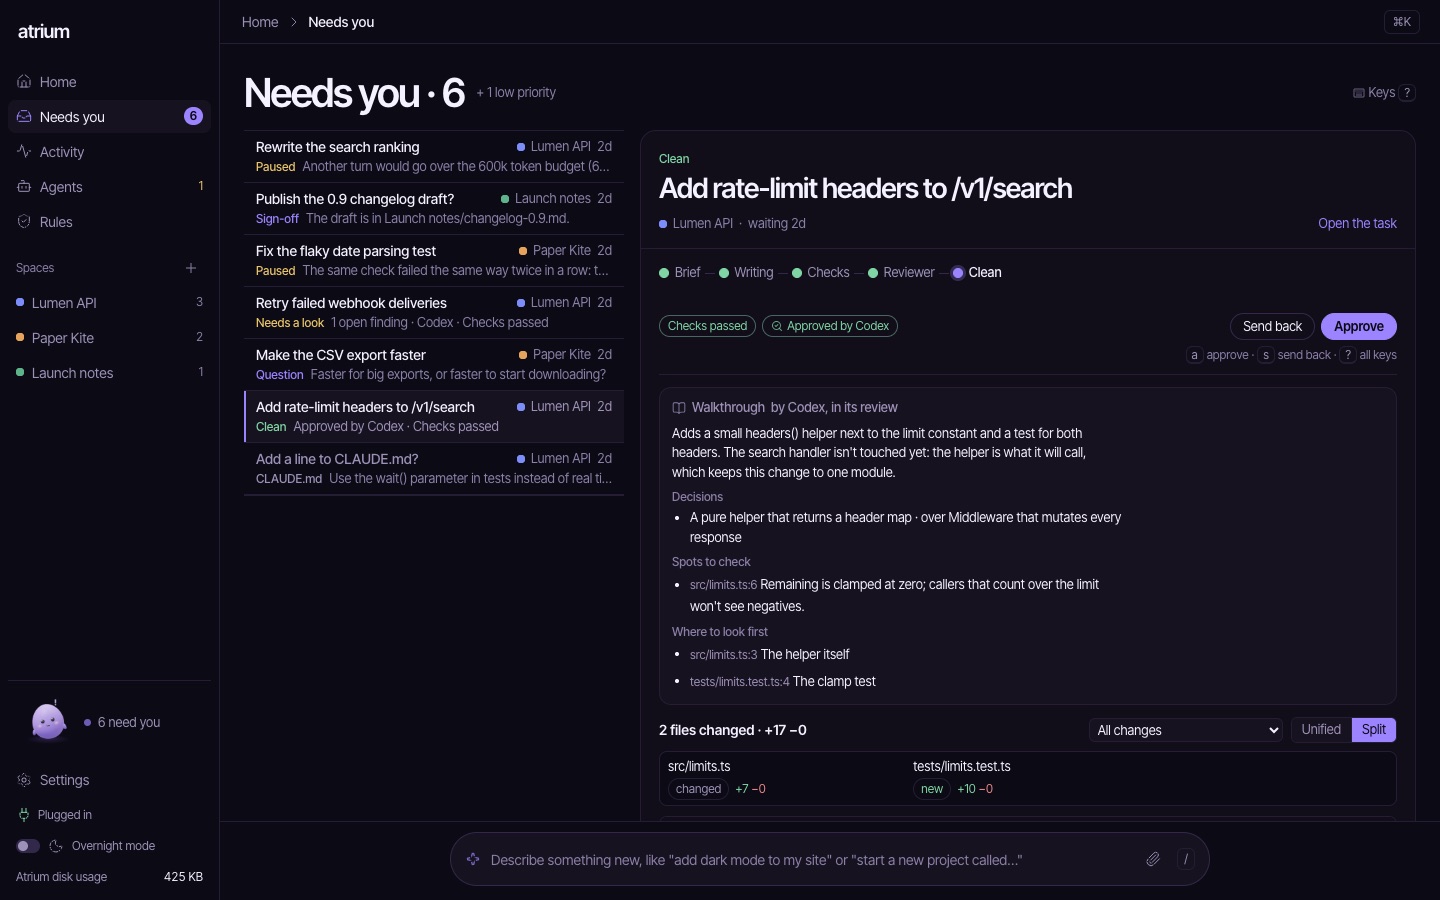 atrium
Home
Needs you 6
Activity
Agents 1
Rules
Spaces
Lumen API 3
Paper Kite 2
Launch notes 1
6 need you
Settings
Plugged in
Overnight mode
Atrium disk usage 425 KB
Home > Needs you
⌘K
Needs you · 6 + 1 low priority
Keys ?
Rewrite the search ranking Lumen API 2d
Paused Another turn would go over the 600k token budget (6…
Publish the 0.9 changelog draft? Launch notes 2d
Sign-off The draft is in Launch notes/changelog-0.9.md.
Fix the flaky date parsing test Paper Kite 2d
Paused The same check failed the same way twice in a row: t…
Retry failed webhook deliveries Lumen API 2d
Needs a look 1 open finding · Codex · Checks passed
Make the CSV export faster Paper Kite 2d
Question Faster for big exports, or faster to start downloading?
Add rate-limit headers to /v1/search Lumen API 2d
Clean Approved by Codex · Checks passed
Add a line to CLAUDE.md? Lumen API 2d
CLAUDE.md Use the wait() parameter in tests instead of real ti…
Clean
Add rate-limit headers to /v1/search
Lumen API · waiting 2d Open the task
Brief Writing Checks Reviewer Clean
Checks passed Approved by Codex Send back Approve
a approve · s send back · ? all keys
Walkthrough by Codex, in its review
Adds a small headers() helper next to the limit constant and a test for both
headers. The search handler isn't touched yet: the helper is what it will call,
which keeps this change to one module.
Decisions
• A pure helper that returns a header map · over Middleware that mutates every
response
Spots to check
• src/limits.ts:6 Remaining is clamped at zero; callers that count over the limit
won't see negatives.
Where to look first
• src/limits.ts:3 The helper itself
• tests/limits.test.ts:4 The clamp test
2 files changed · +17 −0 All changes Unified Split
src/limits.ts tests/limits.test.ts
changed +7 −0 new +10 −0
Describe something new, like "add dark mode to my site" or "start a new project called…" /